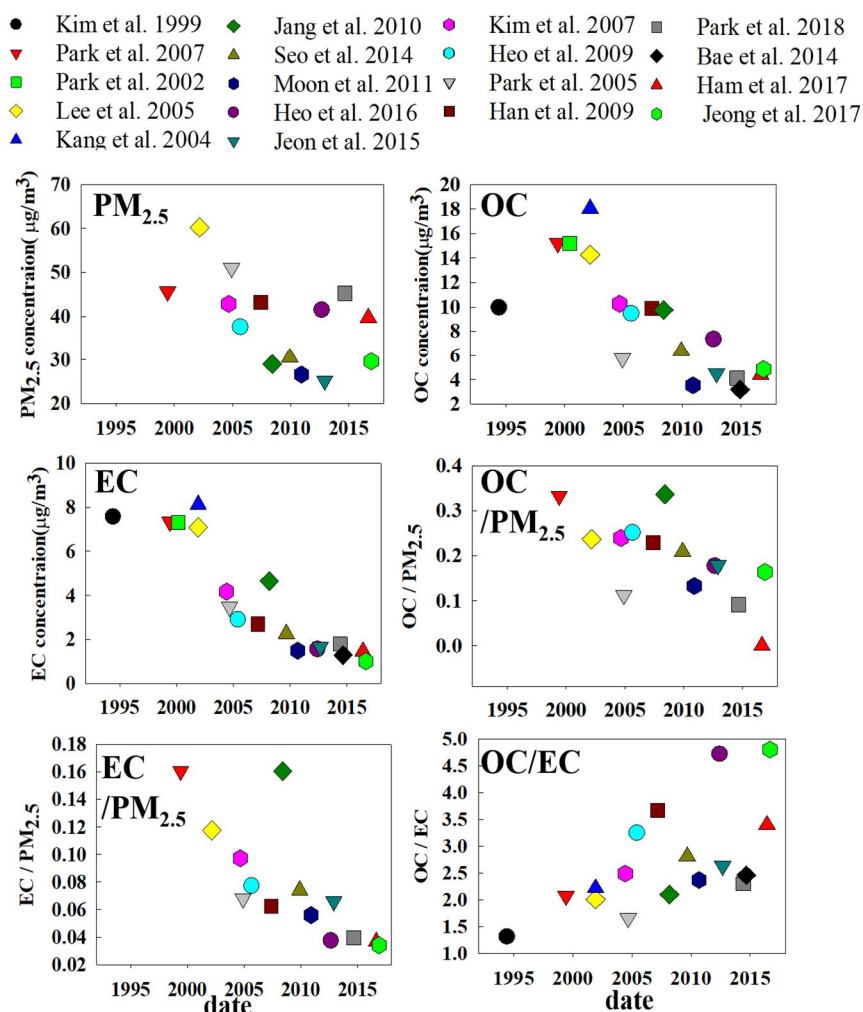 Kim et al. 1999
Park et al. 2007
Park et al. 2002
Lee et al. 2005
Kang et al. 2004
Jang et al. 2010
Seo et al. 2014
Moon et al. 2011
Heo et al. 2016
Jeon et al. 2015
Kim et al. 2007
Heo et al. 2009
Park et al. 2005
Han et al. 2009
Park et al. 2018
Bae et al. 2014
Ham et al. 2017
Jeong et al. 2017
PM2.5
PM2.5 concentraion( μg/m3)
70
60
50
40
30
20
1995 2000 2005 2010 2015
OC
OC concentraion(μg/m3)
20
18
16
14
12
10
8
6
4
2
1995 2000 2005 2010 2015
EC
EC concentraion(μg/m3)
8
6
4
2
0
1995 2000 2005 2010 2015
OC
/PM2.5
OC / PM2.5
0.4
0.3
0.2
0.1
0.0
1995 2000 2005 2010 2015
EC
/PM2.5
EC / PM2.5
0.18
0.16
0.14
0.12
0.10
0.08
0.06
0.04
0.02
1995 2000 2005 2010 2015
date
OC/EC
OC / EC
5.0
4.5
4.0
3.5
3.0
2.5
2.0
1.5
1.0
1995 2000 2005 2010 2015
date